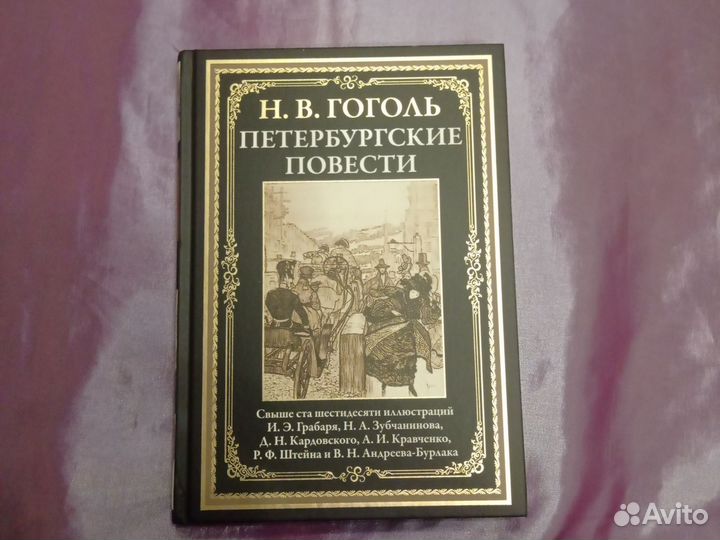 Н. В. ГОГОЛЬ
ПЕТЕРБУРГСКИЕ
ПОВЕСТИ
Свыше ста шестидесяти иллюстраций
И. Э. Грабаря, Н. А. Зубчанинова,
Д. Н. Кардовского, А. И. Кравченко,
Р. Ф. Штейна и В. Н. Андреева-Бурлака
Avito